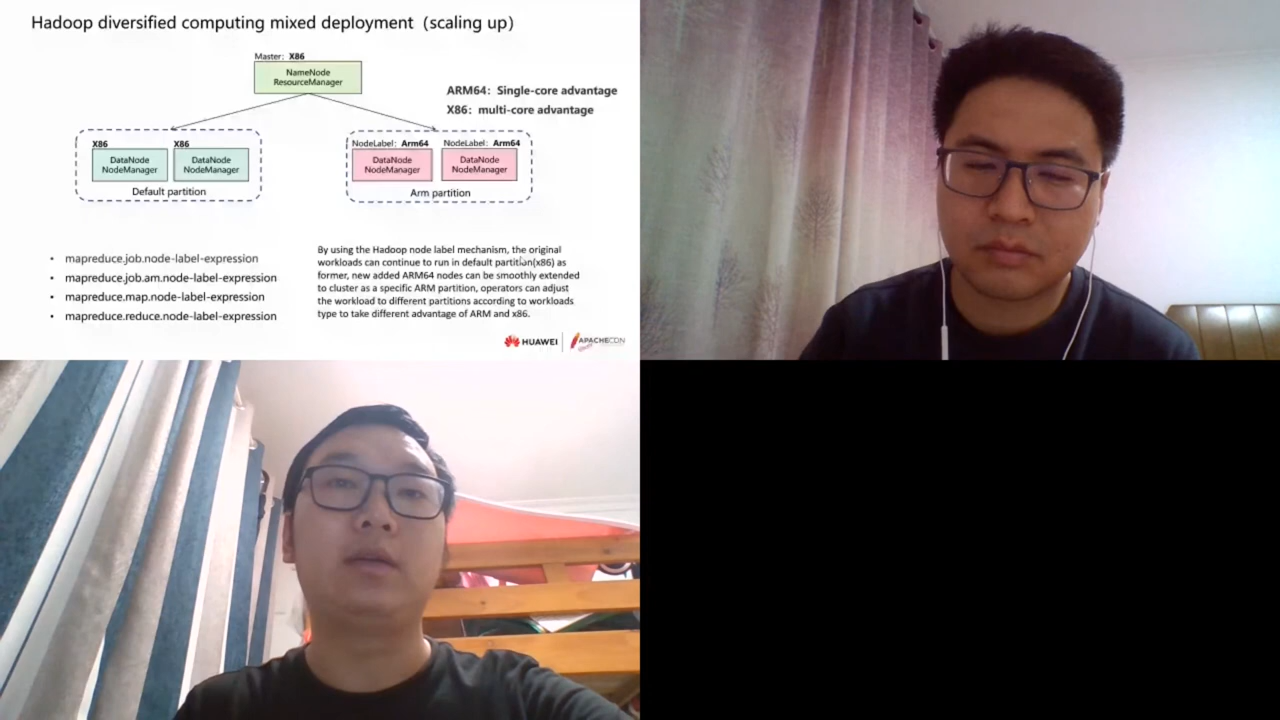 Hadoop diversified computing mixed deployment（scaling up）
Master：X86
NameNode
ResourceManager
ARM64：Single-core advantage
X86：multi-core advantage
X86
X86
DataNode
NodeManager
DataNode
NodeManager
Default partition
NodeLabel：Arm64
NodeLabel：Arm64
DataNode
NodeManager
DataNode
NodeManager
Arm partition
• mapreduce.job.node-label-expression
• mapreduce.job.am.node-label-expression
• mapreduce.map.node-label-expression
• mapreduce.reduce.node-label-expression
By using the Hadoop node label mechanism, the original
workloads can continue to run in default partition(x86) as
former, new added ARM64 nodes can be smoothly extended
to cluster as a specific ARM partition, operators can adjust
the workload to different partitions according to workloads
type to take different advantage of ARM and x86.
HUAWEI
APACHECON